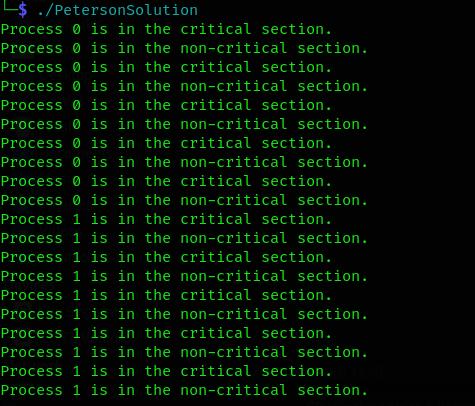 └─$ ./PetersonSolution
Process 0 is in the critical section.
Process 0 is in the non-critical section.
Process 0 is in the critical section.
Process 0 is in the non-critical section.
Process 0 is in the critical section.
Process 0 is in the non-critical section.
Process 0 is in the critical section.
Process 0 is in the non-critical section.
Process 0 is in the critical section.
Process 0 is in the non-critical section.
Process 1 is in the critical section.
Process 1 is in the non-critical section.
Process 1 is in the critical section.
Process 1 is in the non-critical section.
Process 1 is in the critical section.
Process 1 is in the non-critical section.
Process 1 is in the critical section.
Process 1 is in the non-critical section.
Process 1 is in the critical section.
Process 1 is in the non-critical section.